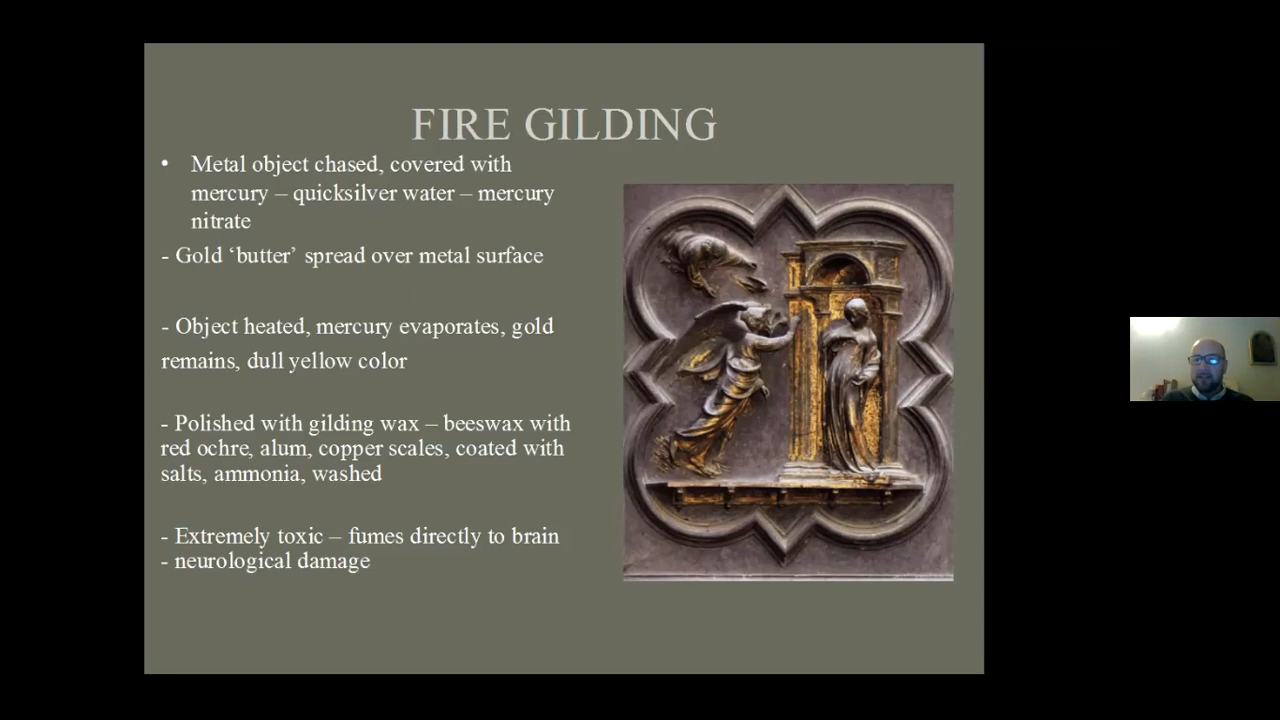 FIRE GILDING
• Metal object chased, covered with
mercury – quicksilver water – mercury
nitrate
- Gold ‘butter’ spread over metal surface
- Object heated, mercury evaporates, gold
remains, dull yellow color
- Polished with gilding wax – beeswax with
red ochre, alum, copper scales, coated with
salts, ammonia, washed
- Extremely toxic – fumes directly to brain
- neurological damage